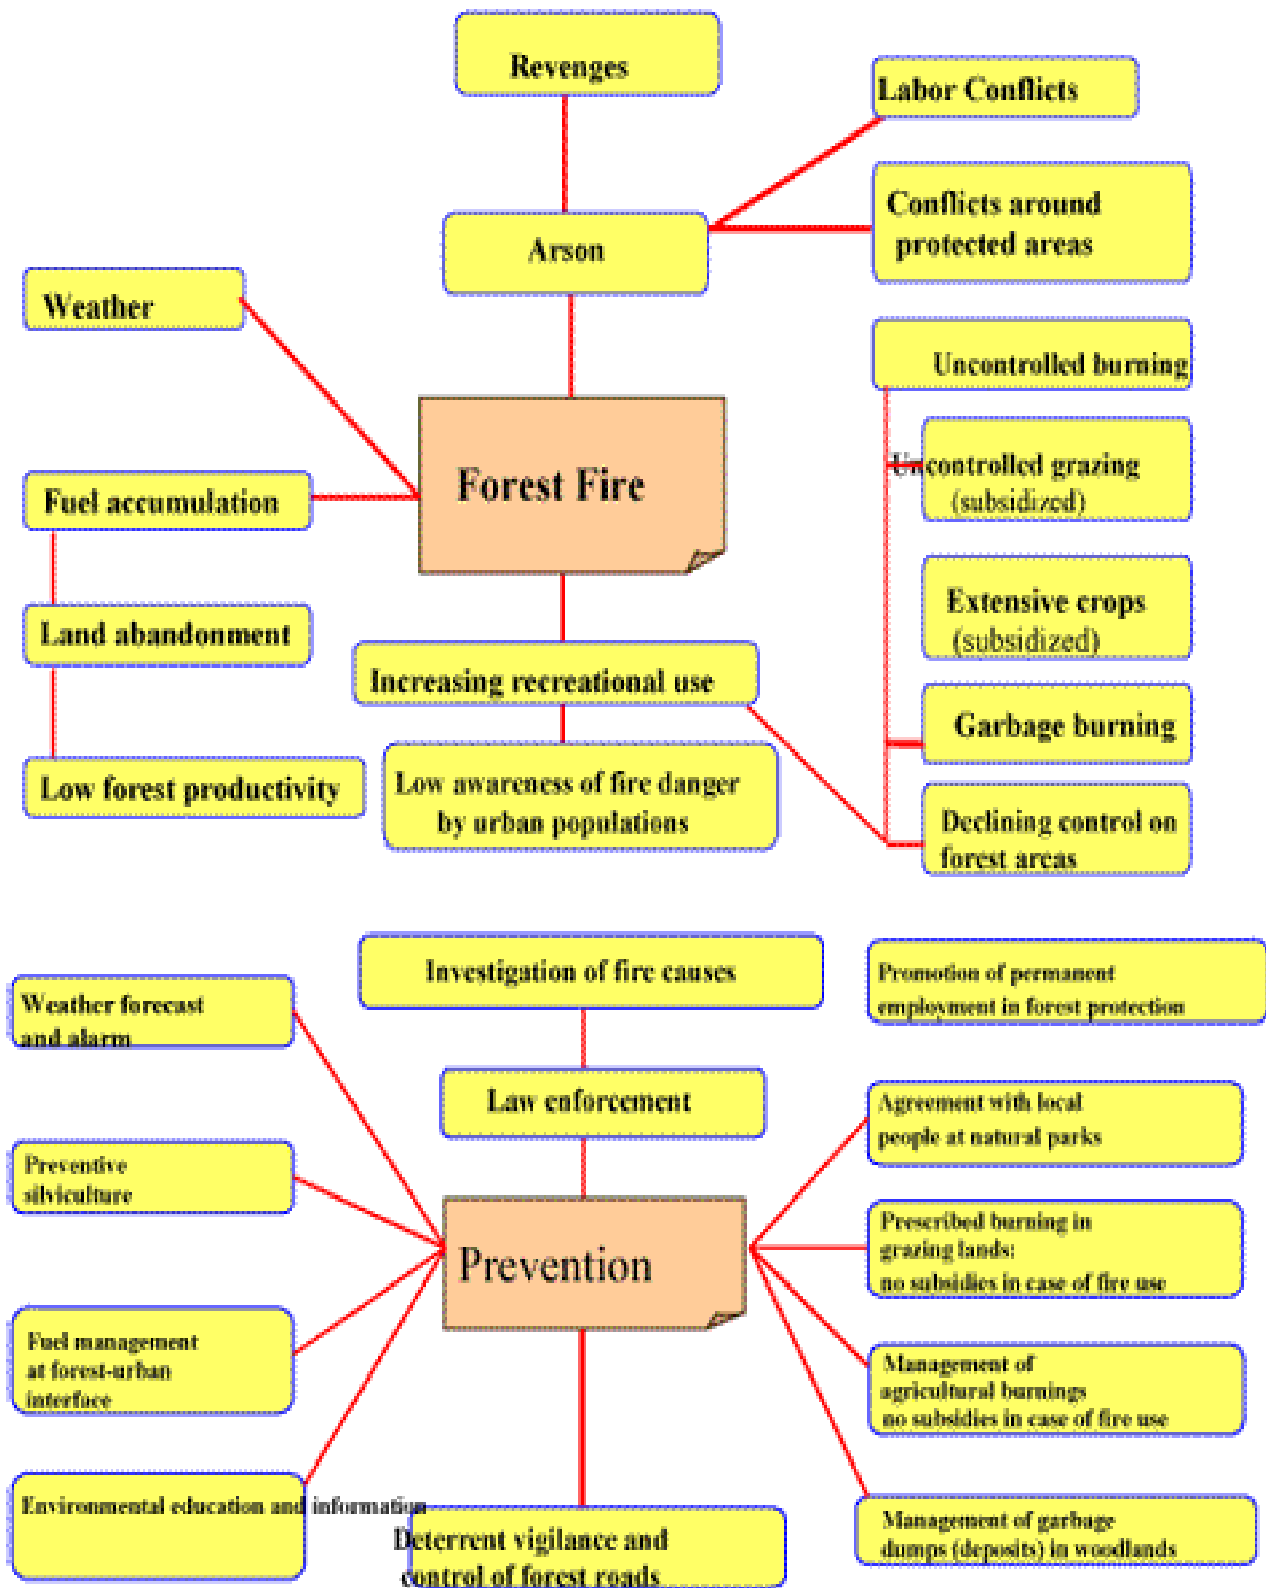 Revenges
Labor Conflicts
Conflicts around
protected areas
Arson
Weather
Uncontrolled burning
Forest Fire
Uncontrolled grazing
(subsidized)
Fuel accumulation
Extensive crops
(subsidized)
Land abandonment
Increasing recreational use
Garbage burning
Low forest productivity
Low awareness of fire danger
by urban populations
Declining control on
forest areas
Investigation of fire causes
Promotion of permanent
employment in forest protection
Weather forecast
and alarm
Law enforcement
Agreement with local
people at natural parks
Preventive
silviculture
Prevention
Prescribed burning in
grazing lands:
no subsidies in case of fire use
Fuel management
at forest-urban
interface
Management of
agricultural burnings
no subsidies in case of fire use
Environmental education and information
Deterrent vigilance and
control of forest roads
Management of garbage
dumps (deposits) in woodlands